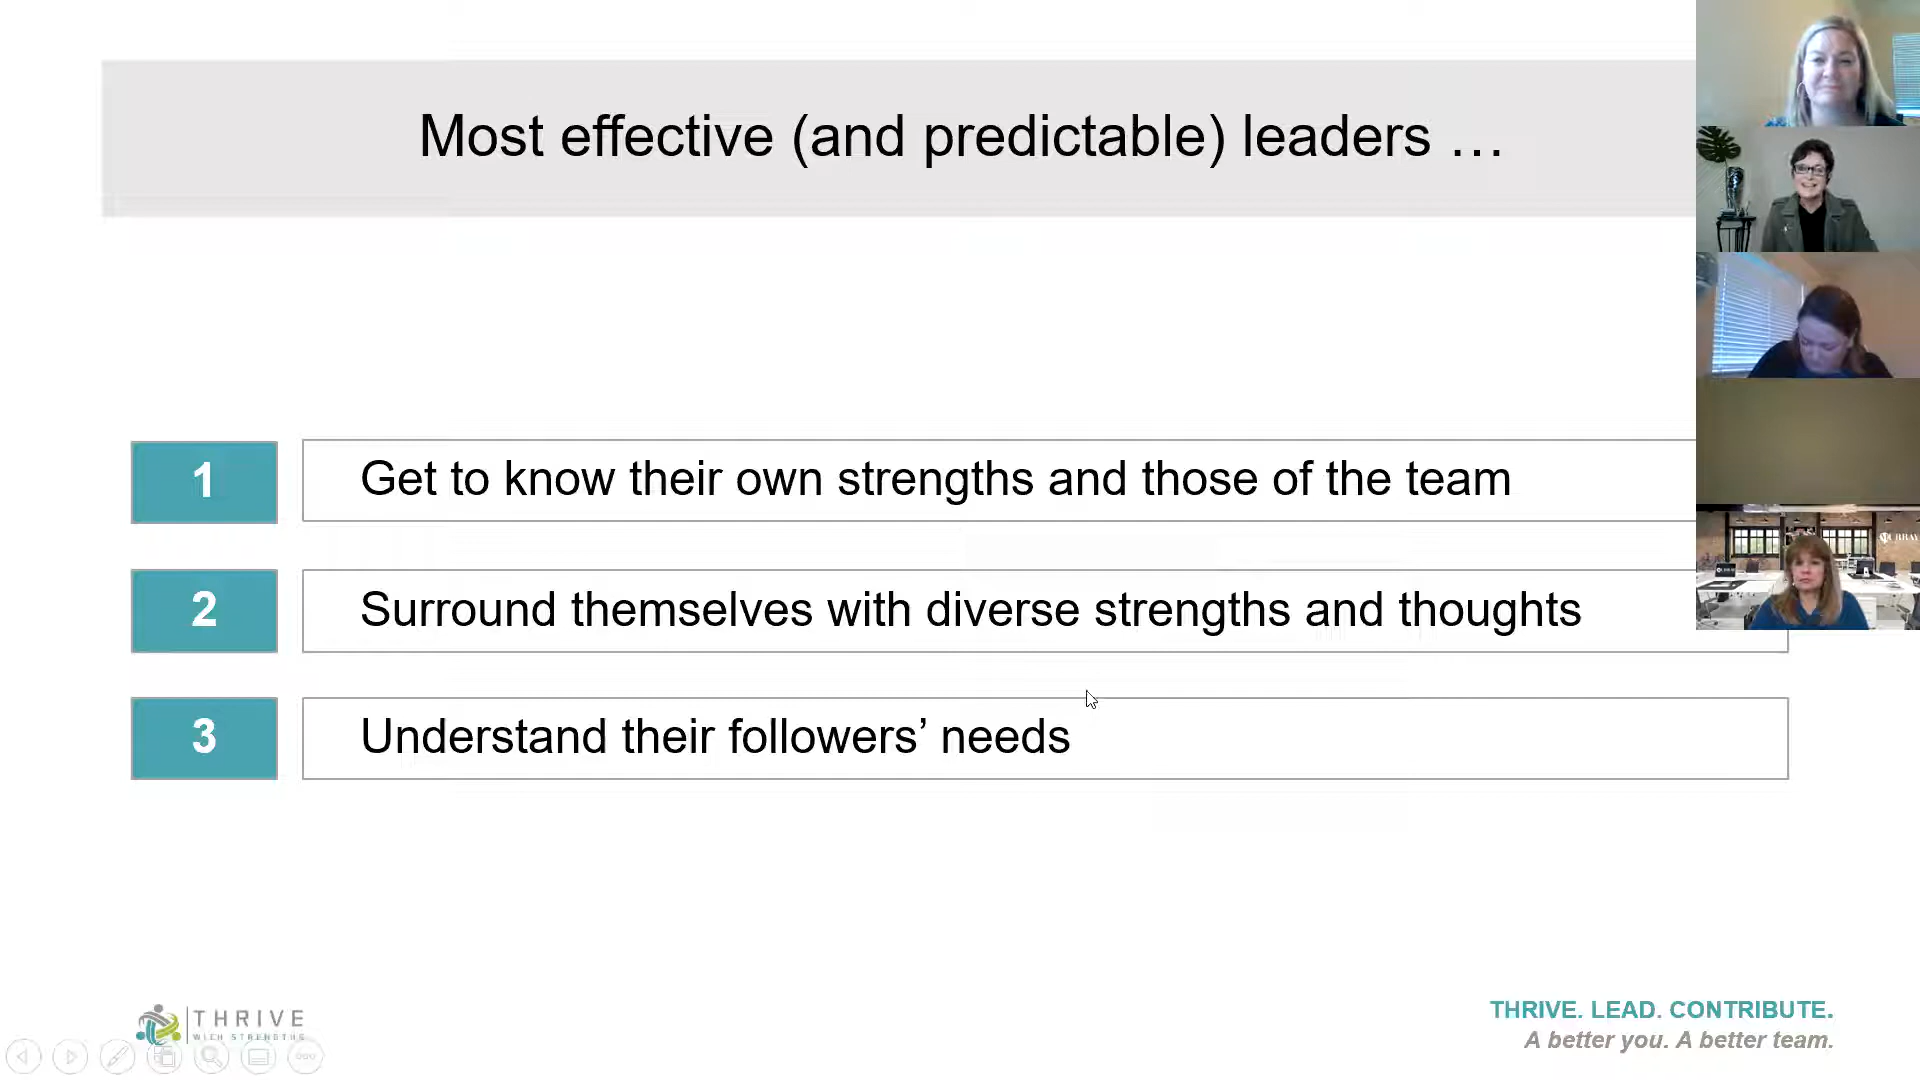 Most effective (and predictable) leaders …
1 Get to know their own strengths and those of the team
2 Surround themselves with diverse strengths and thoughts
3 Understand their followers’ needs
THRIVE
WITH STRENGTHS
THRIVE. LEAD. CONTRIBUTE.
A better you. A better team.